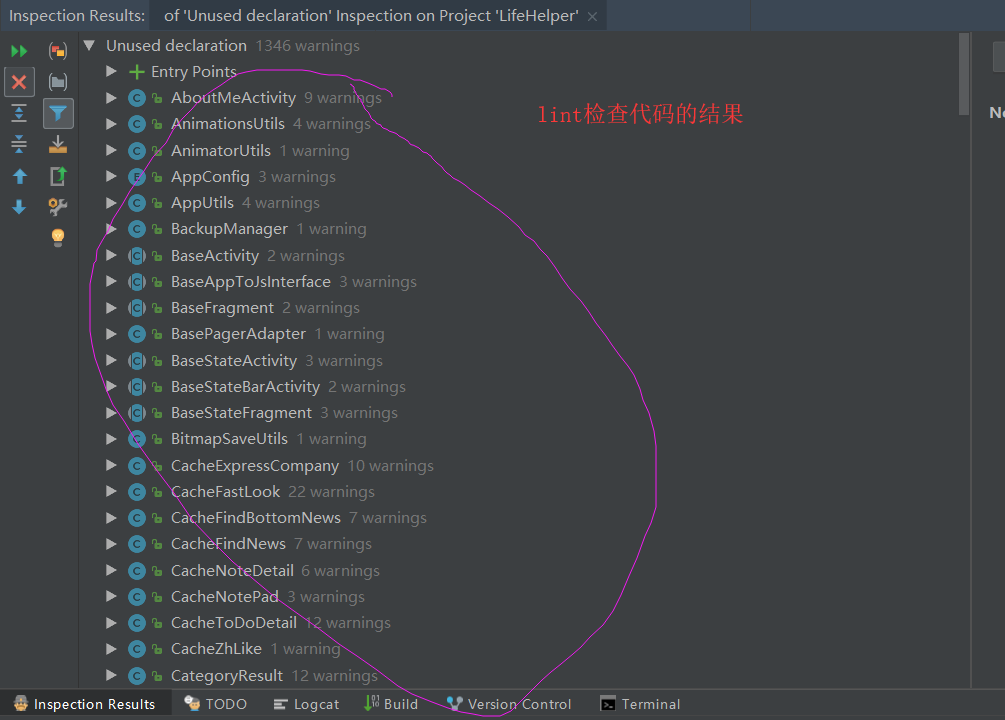 Inspection Results: of 'Unused declaration' Inspection on Project 'LifeHelper' ×
Unused declaration 1346 warnings
Entry Points
AboutMeActivity 9 warnings
lint检查代码的结果
No
AnimationsUtils 4 warnings
AnimatorUtils 1 warning
AppConfig 3 warnings
AppUtils 4 warnings
BackupManager 1 warning
BaseActivity 2 warnings
BaseAppToJsInterface 3 warnings
BaseFragment 2 warnings
BasePagerAdapter 1 warning
BaseStateActivity 3 warnings
BaseStateBarActivity 2 warnings
BaseStateFragment 3 warnings
BitmapSaveUtils 1 warning
CacheExpressCompany 10 warnings
CacheFastLook 22 warnings
CacheFindBottomNews 7 warnings
CacheFindNews 7 warnings
CacheNoteDetail 6 warnings
CacheNotePad 3 warnings
CacheToDoDetail 12 warnings
CacheZhLike 1 warning
CategoryResult 12 warnings
Inspection Results TODO Logcat Build Version Control Terminal